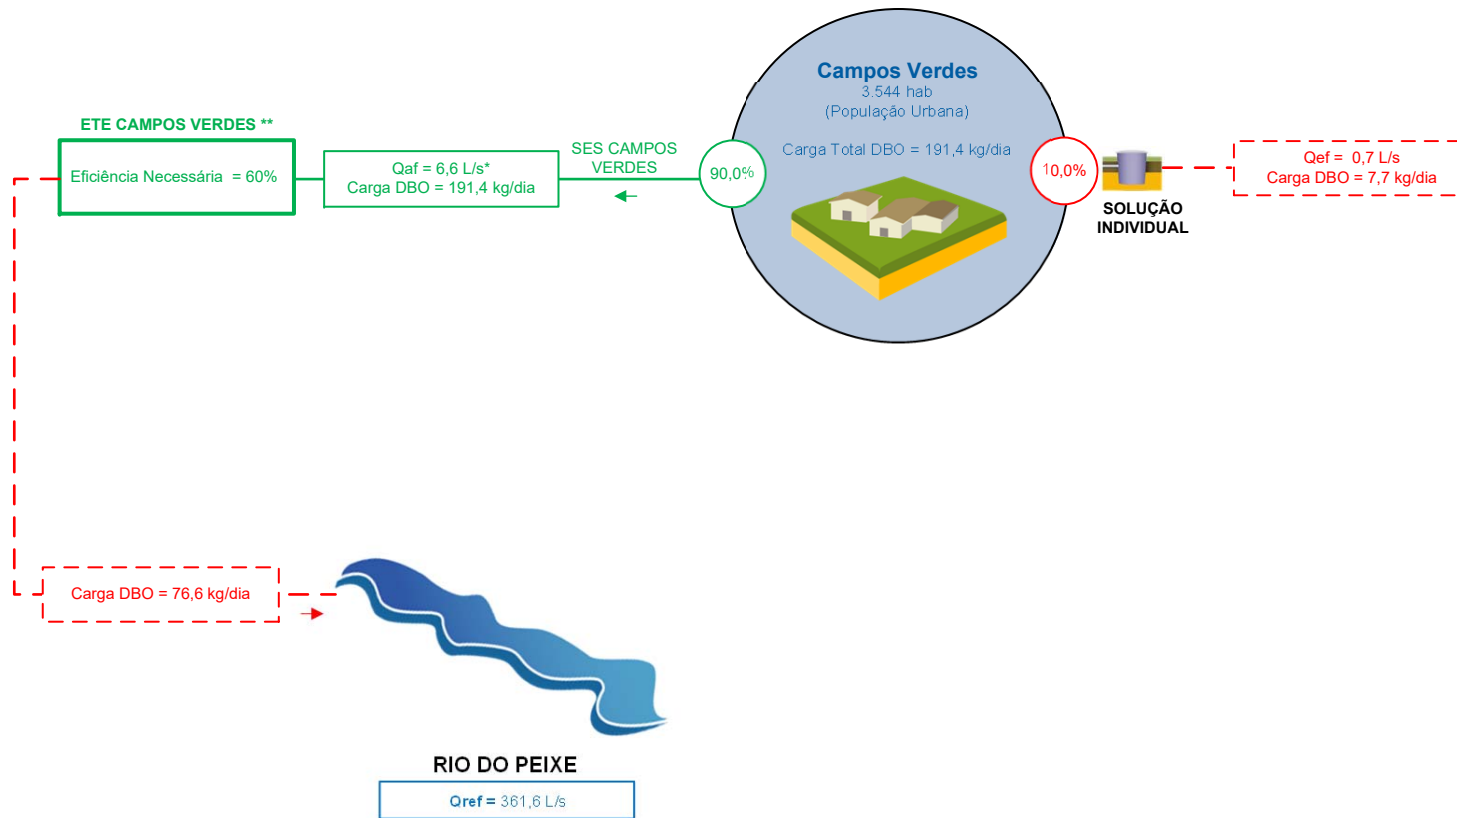 Campos Verdes
3.544 hab
(População Urbana)
Carga Total DBO = 191,4 kg/dia
ETE CAMPOS VERDES **
Eficiência Necessária = 60%
Qaf = 6,6 L/s*
Carga DBO = 191,4 kg/dia
SES CAMPOS
VERDES
90,0%
10,0%
SOLUÇÃO
INDIVIDUAL
Qef = 0,7 L/s
Carga DBO = 7,7 kg/dia
Carga DBO = 76,6 kg/dia
RIO DO PEIXE
Qref = 361,6 L/s